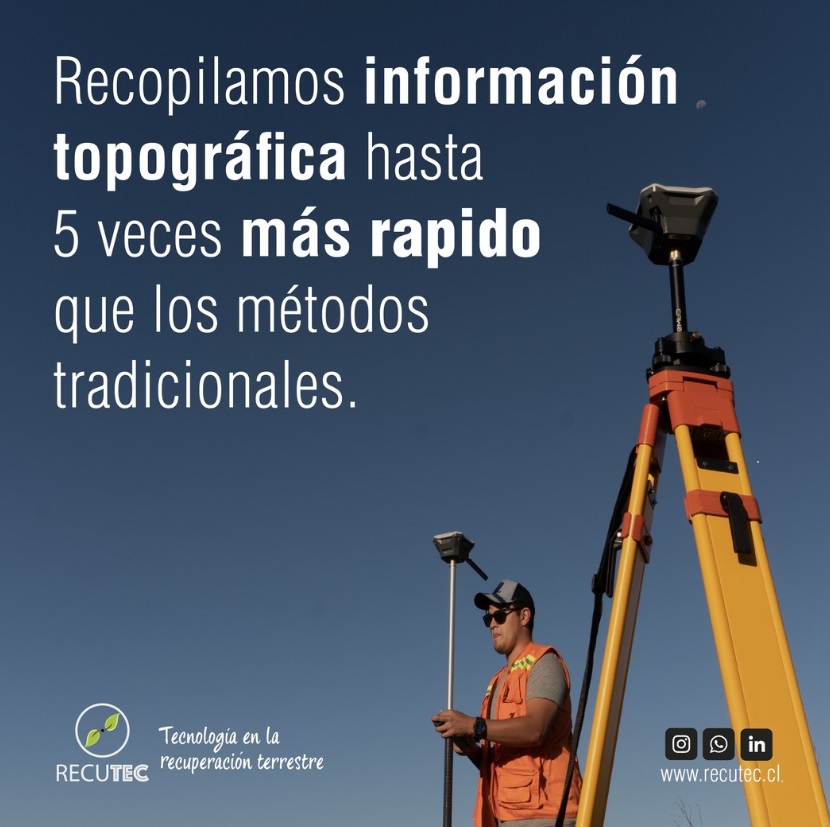 Recopilamos información
topográfica hasta
5 veces más rapido
que los métodos
tradicionales.
RECUTEC
Tecnología en la
recuperación terrestre
www.recutec.cl